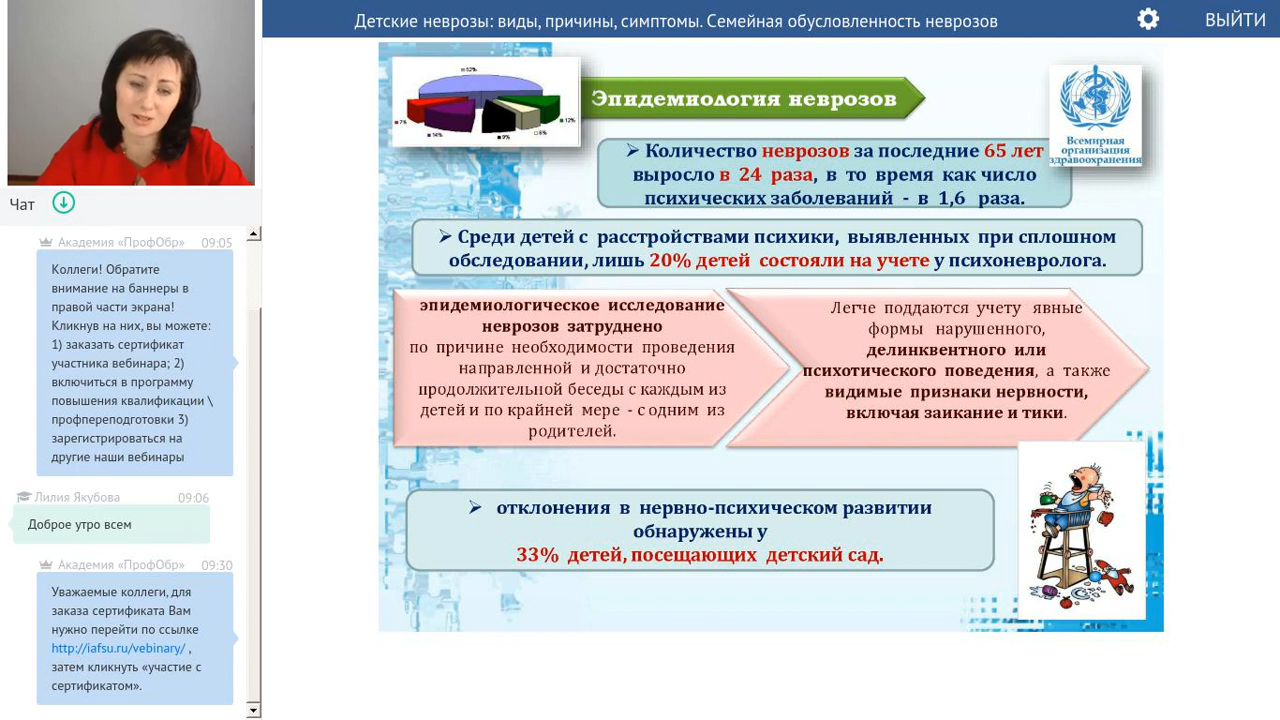 Детские неврозы: виды, причины, симптомы. Семейная обусловленность неврозов
ВЫЙТИ
Чат
Академия «ПрофОбр» 09:05
Коллеги! Обратите
внимание на баннеры в
правой части экрана!
Кликнув на них, вы можете:
1) заказать сертификат
участника вебинара; 2)
включиться в программу
повышения квалификации \
профпереподготовки 3)
зарегистрироваться на
другие наши вебинары
Лилия Якубова 09:06
Доброе утро всем
Академия «ПрофОбр» 09:30
Уважаемые коллеги, для
заказа сертификата Вам
нужно перейти по ссылке
http://iafsu.ru/vebinary/ ,
затем кликнуть «участие с
сертификатом».
52%
7%
14%
9%
8%
12%
Эпидемиология неврозов
Всемирная
организация
здравоохранения
Количество неврозов за последние 65 лет
выросло в 24 раза, в то время как число
психических заболеваний - в 1,6 раза.
Среди детей с расстройствами психики, выявленных при сплошном
обследовании, лишь 20% детей состояли на учете у психоневролога.
эпидемиологическое исследование
неврозов затруднено
по причине необходимости проведения
направленной и достаточно
продолжительной беседы с каждым из
детей и по крайней мере - с одним из
родителей.
Легче поддаются учету явные
формы нарушенного,
делинквентного или
психотического поведения, а также
видимые признаки нервности,
включая заикание и тики.
отклонения в нервно-психическом развитии
обнаружены у
33% детей, посещающих детский сад.